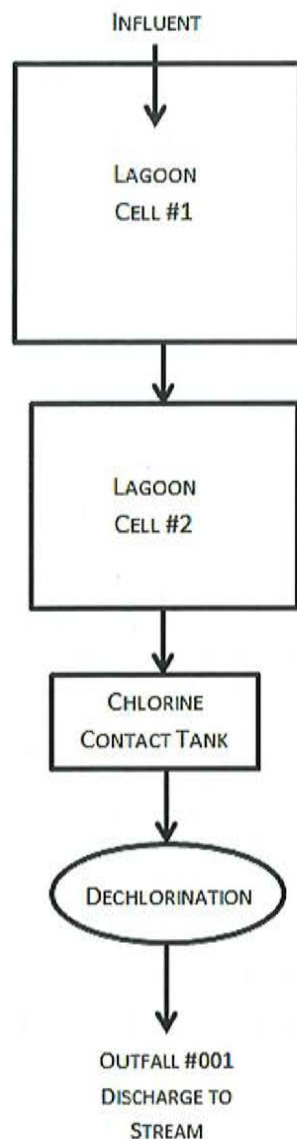 INFLUENT
LAGOON
CELL #1
LAGOON
CELL #2
CHLORINE
CONTACT TANK
DECHLORINATION
OUTFALL #001
DISCHARGE TO
STREAM